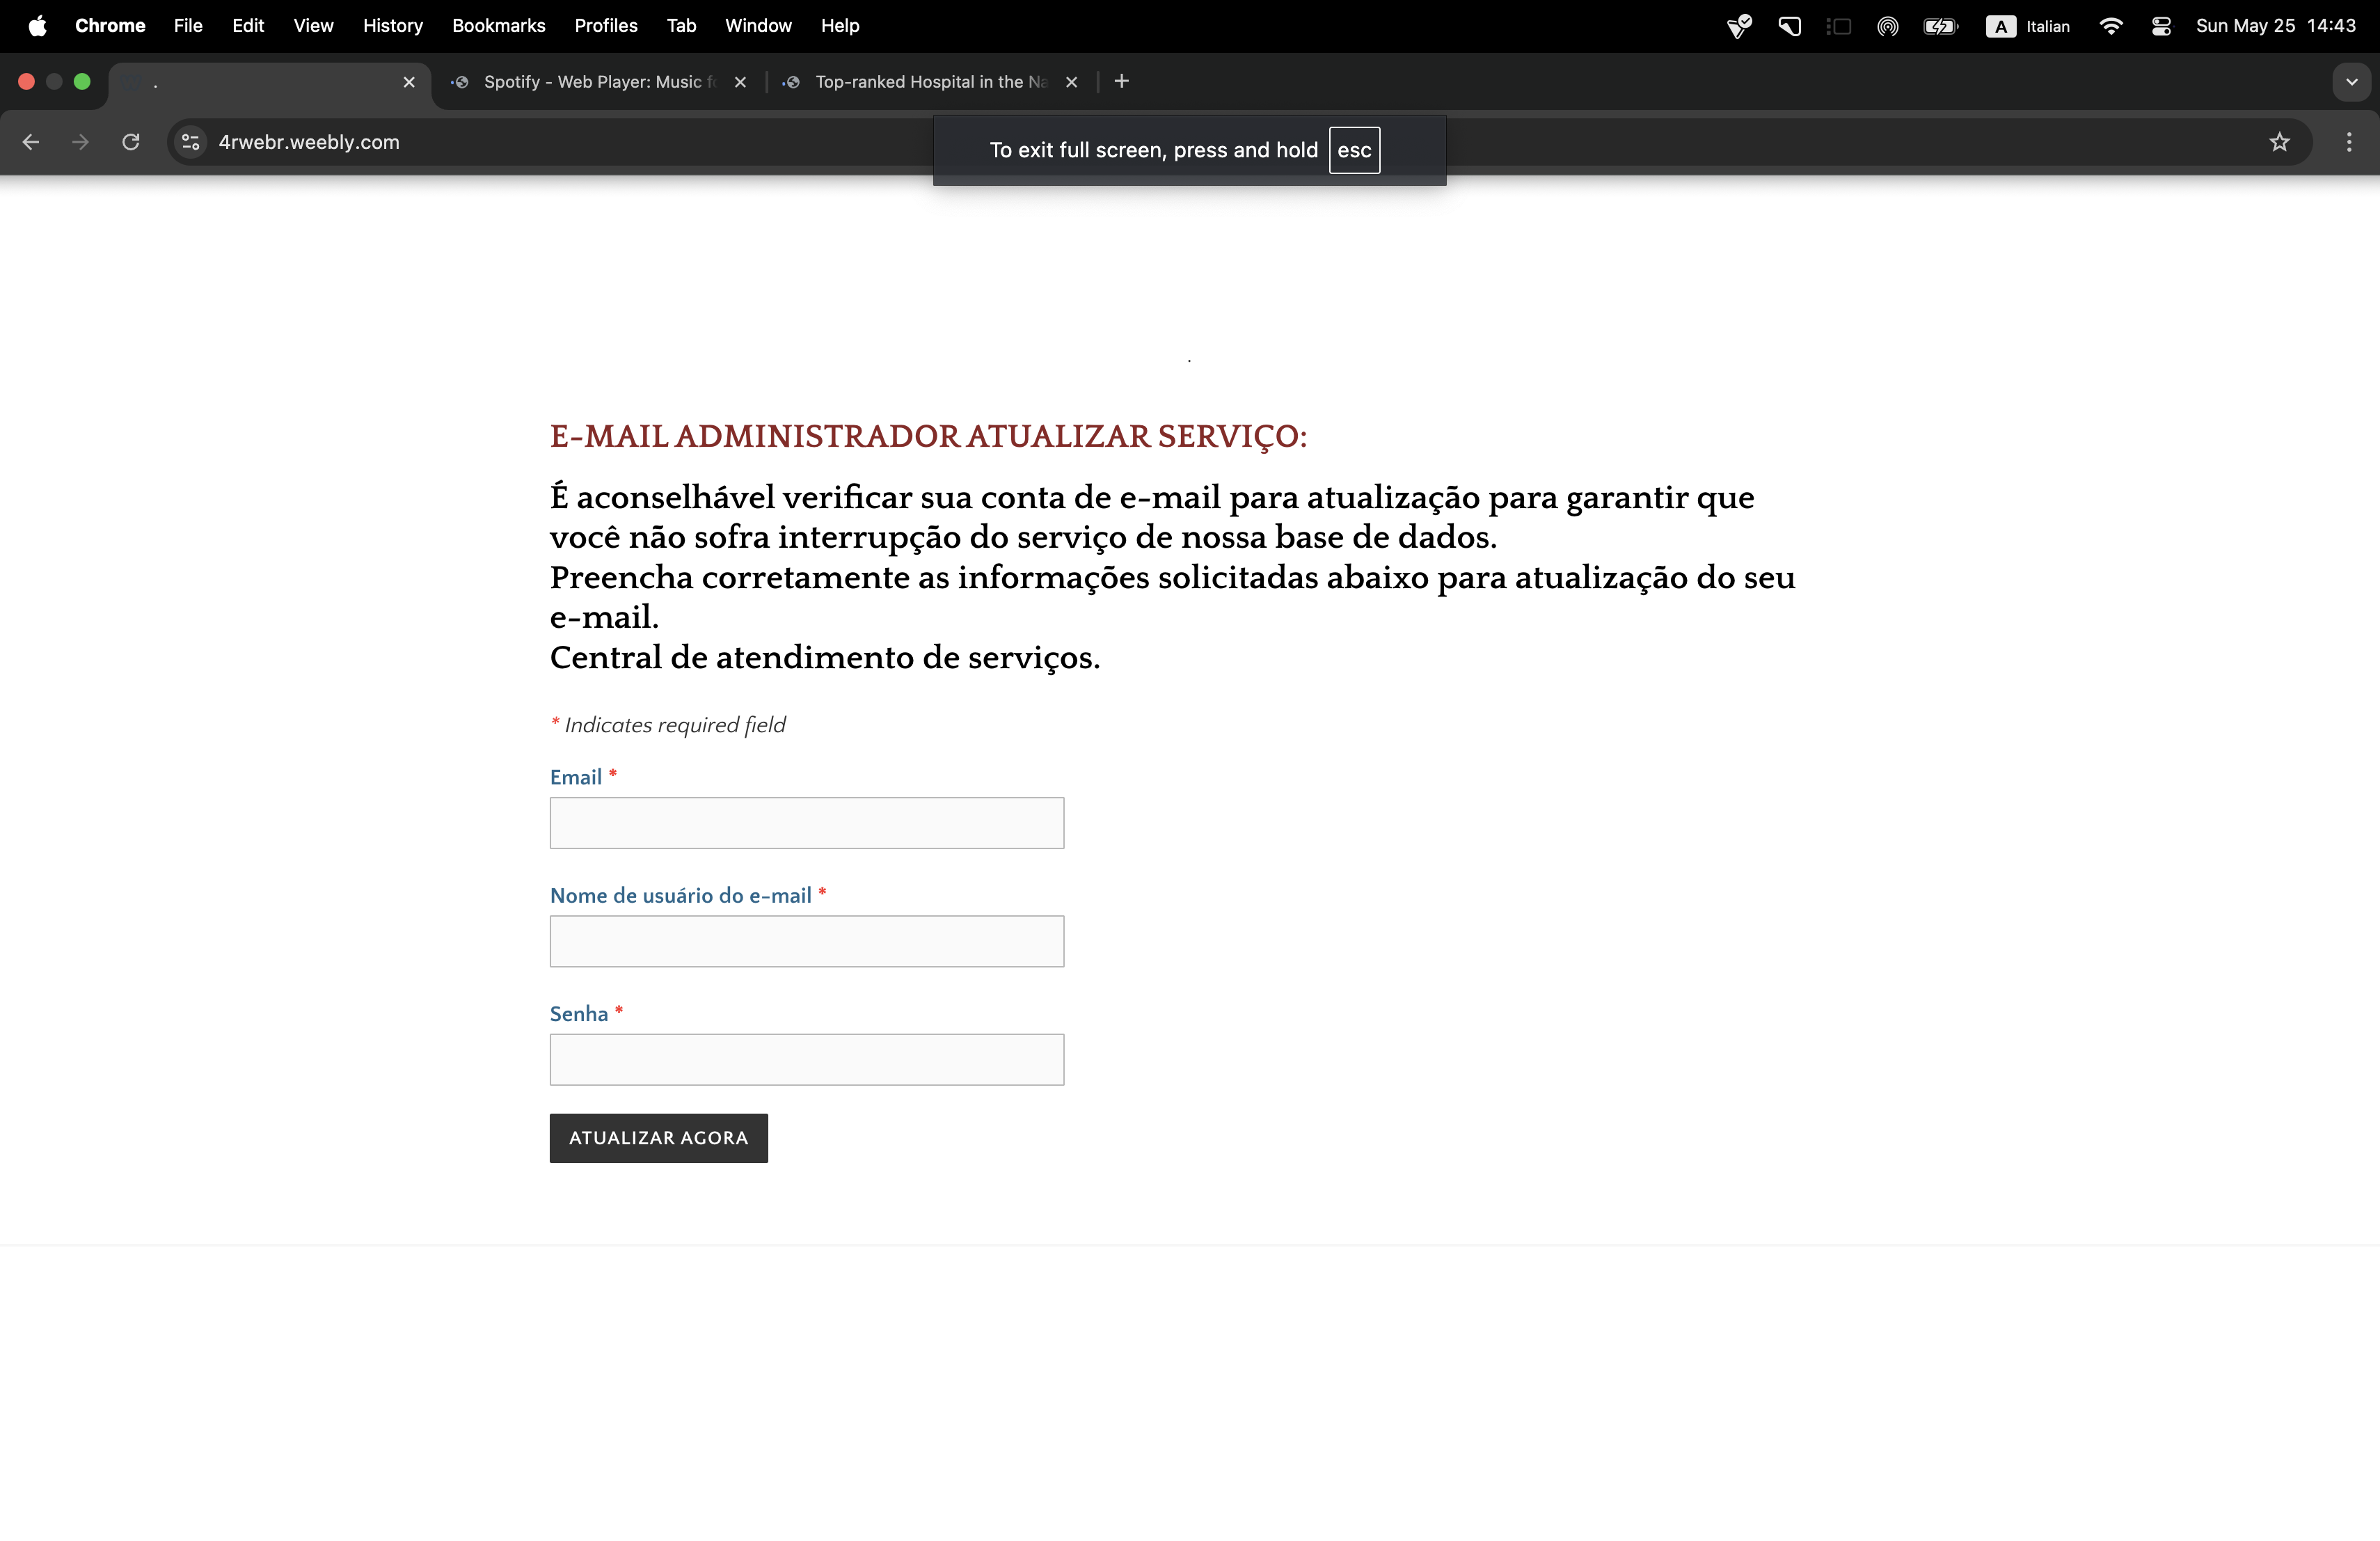 Chrome File Edit View History Bookmarks Profiles Tab Window Help A Italian Sun May 25 14:43
. Spotify - Web Player: Music f Top-ranked Hospital in the Na
4rwebr.weebly.com
To exit full screen, press and hold esc
.
E-MAIL ADMINISTRADOR ATUALIZAR SERVIÇO:
É aconselhável verificar sua conta de e-mail para atualização para garantir que
você não sofra interrupção do serviço de nossa base de dados.
Preencha corretamente as informações solicitadas abaixo para atualização do seu
e-mail.
Central de atendimento de serviços.
* Indicates required field
Email *
Nome de usuário do e-mail *
Senha *
ATUALIZAR AGORA